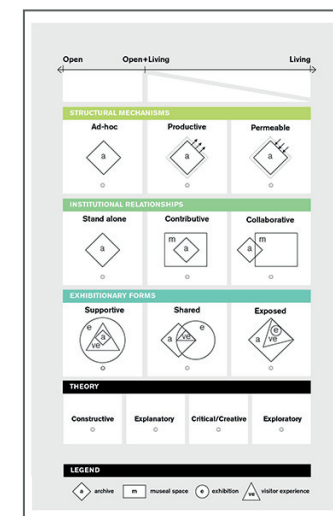 Open Open+Living Living
STRUCTURAL MECHANISMS
Ad-hoc Productive Permeable
a a a
INSTITUTIONAL RELATIONSHIPS
Stand alone Contributive Collaborative
a m a a m
EXHIBITIONARY FORMS
Supportive Shared Exposed
e ve a a ve e a ve e
THEORY
Constructive Explanatory Critical/Creative Exploratory
LEGEND
a archive m museal space e exhibition ve visitor experience